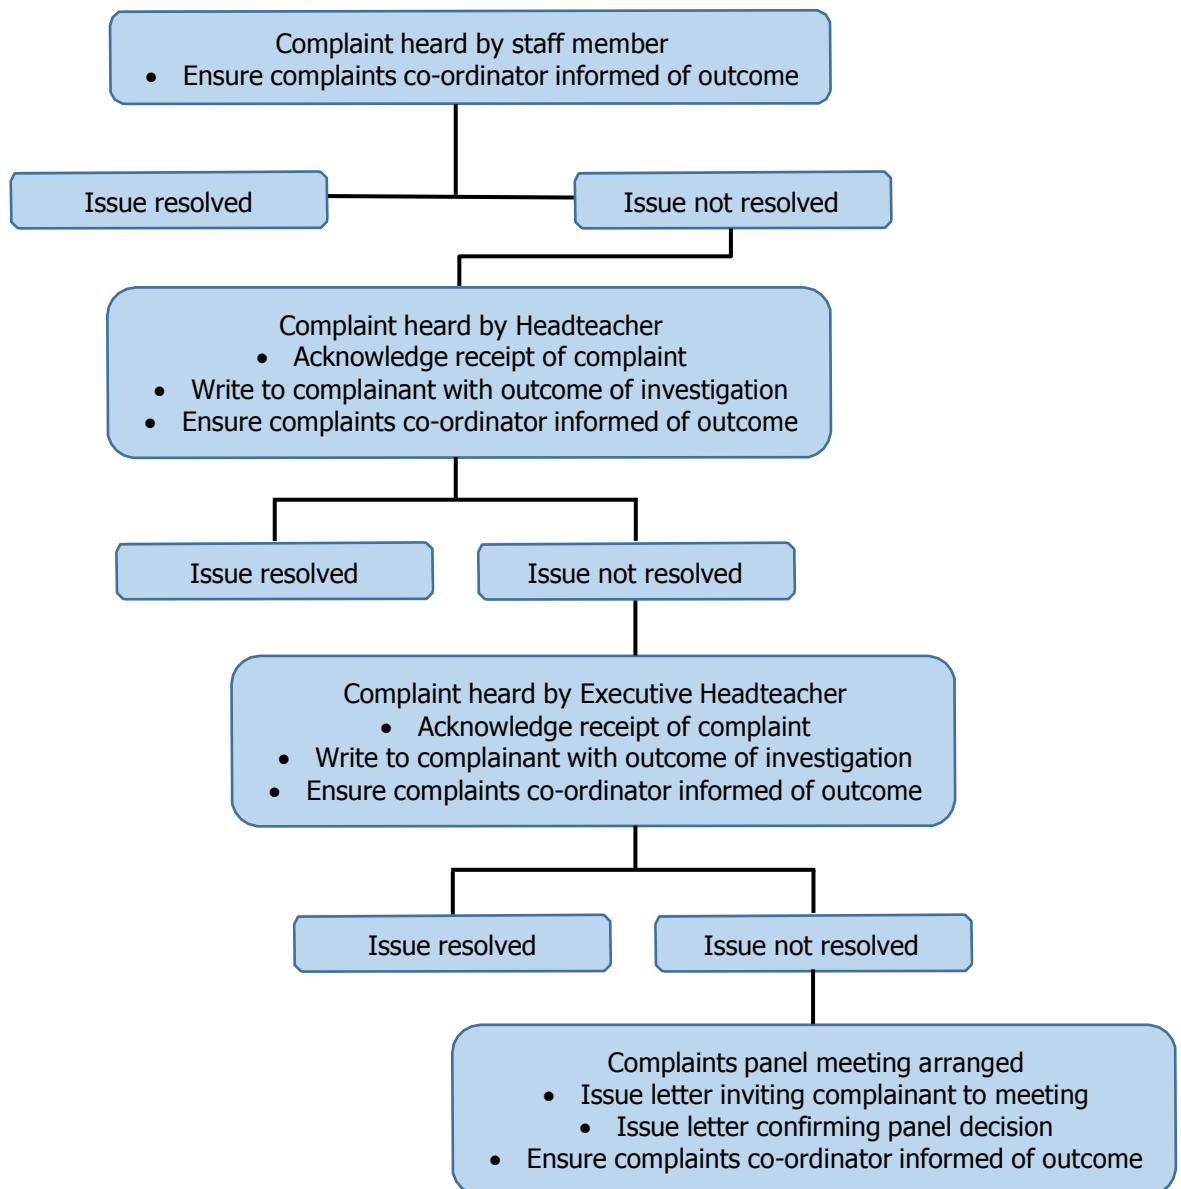 Complaint heard by staff member
• Ensure complaints co-ordinator informed of outcome
Issue resolved
Issue not resolved
Complaint heard by Headteacher
• Acknowledge receipt of complaint
• Write to complainant with outcome of investigation
• Ensure complaints co-ordinator informed of outcome
Issue resolved
Issue not resolved
Complaint heard by Executive Headteacher
• Acknowledge receipt of complaint
• Write to complainant with outcome of investigation
• Ensure complaints co-ordinator informed of outcome
Issue resolved
Issue not resolved
Complaints panel meeting arranged
• Issue letter inviting complainant to meeting
• Issue letter confirming panel decision
• Ensure complaints co-ordinator informed of outcome